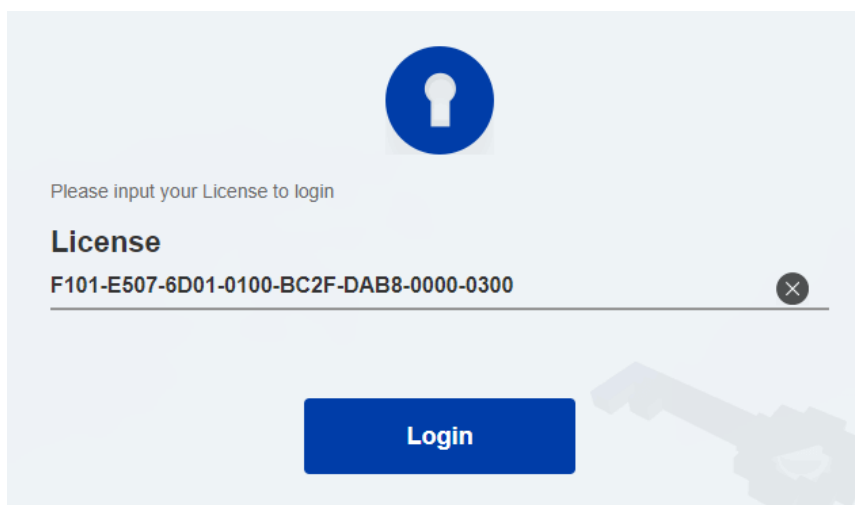 Please input your License to login
License
F101-E507-6D01-0100-BC2F-DAB8-0000-0300
Login